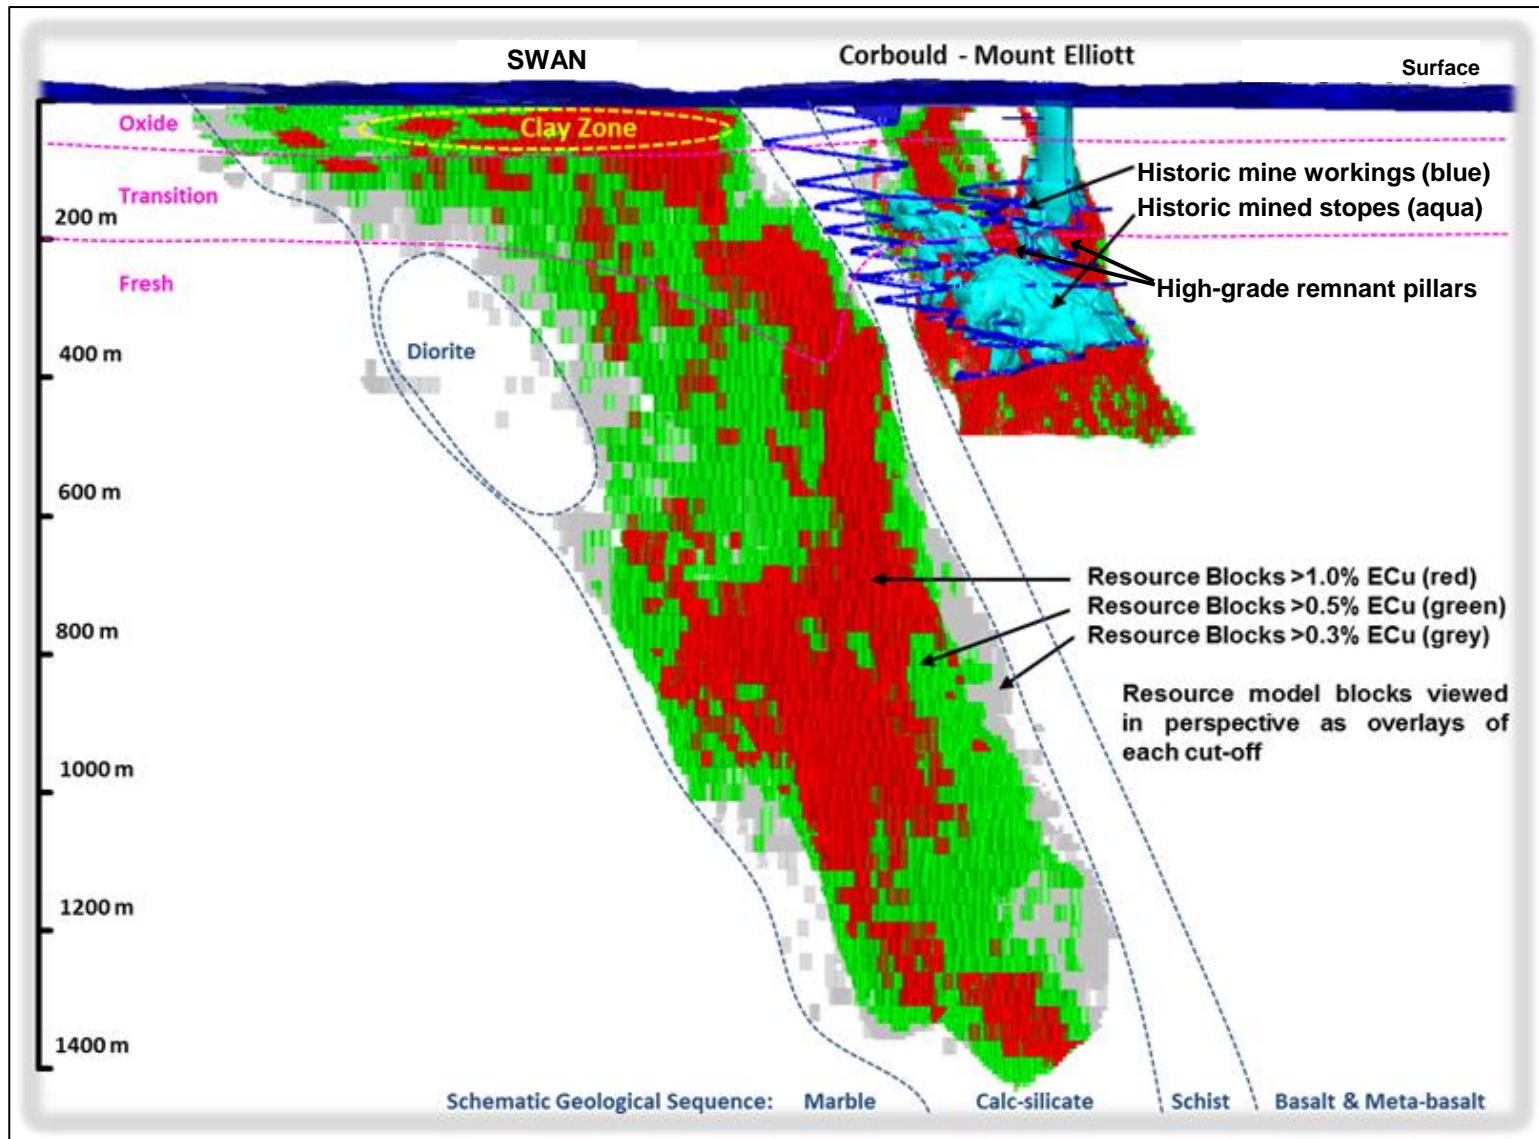 SWAN
Corbould - Mount Elliott
Surface
Oxide
Clay Zone
Transition
Historic mine workings (blue)
Historic mined stopes (aqua)
200 m
Fresh
High-grade remnant pillars
400 m
Diorite
600 m
Resource Blocks >1.0% ECu (red)
Resource Blocks >0.5% ECu (green)
Resource Blocks >0.3% ECu (grey)
800 m
Resource model blocks viewed
in perspective as overlays of
each cut-off
1000 m
1200 m
1400 m
Schematic Geological Sequence: Marble Calc-silicate Schist Basalt & Meta-basalt